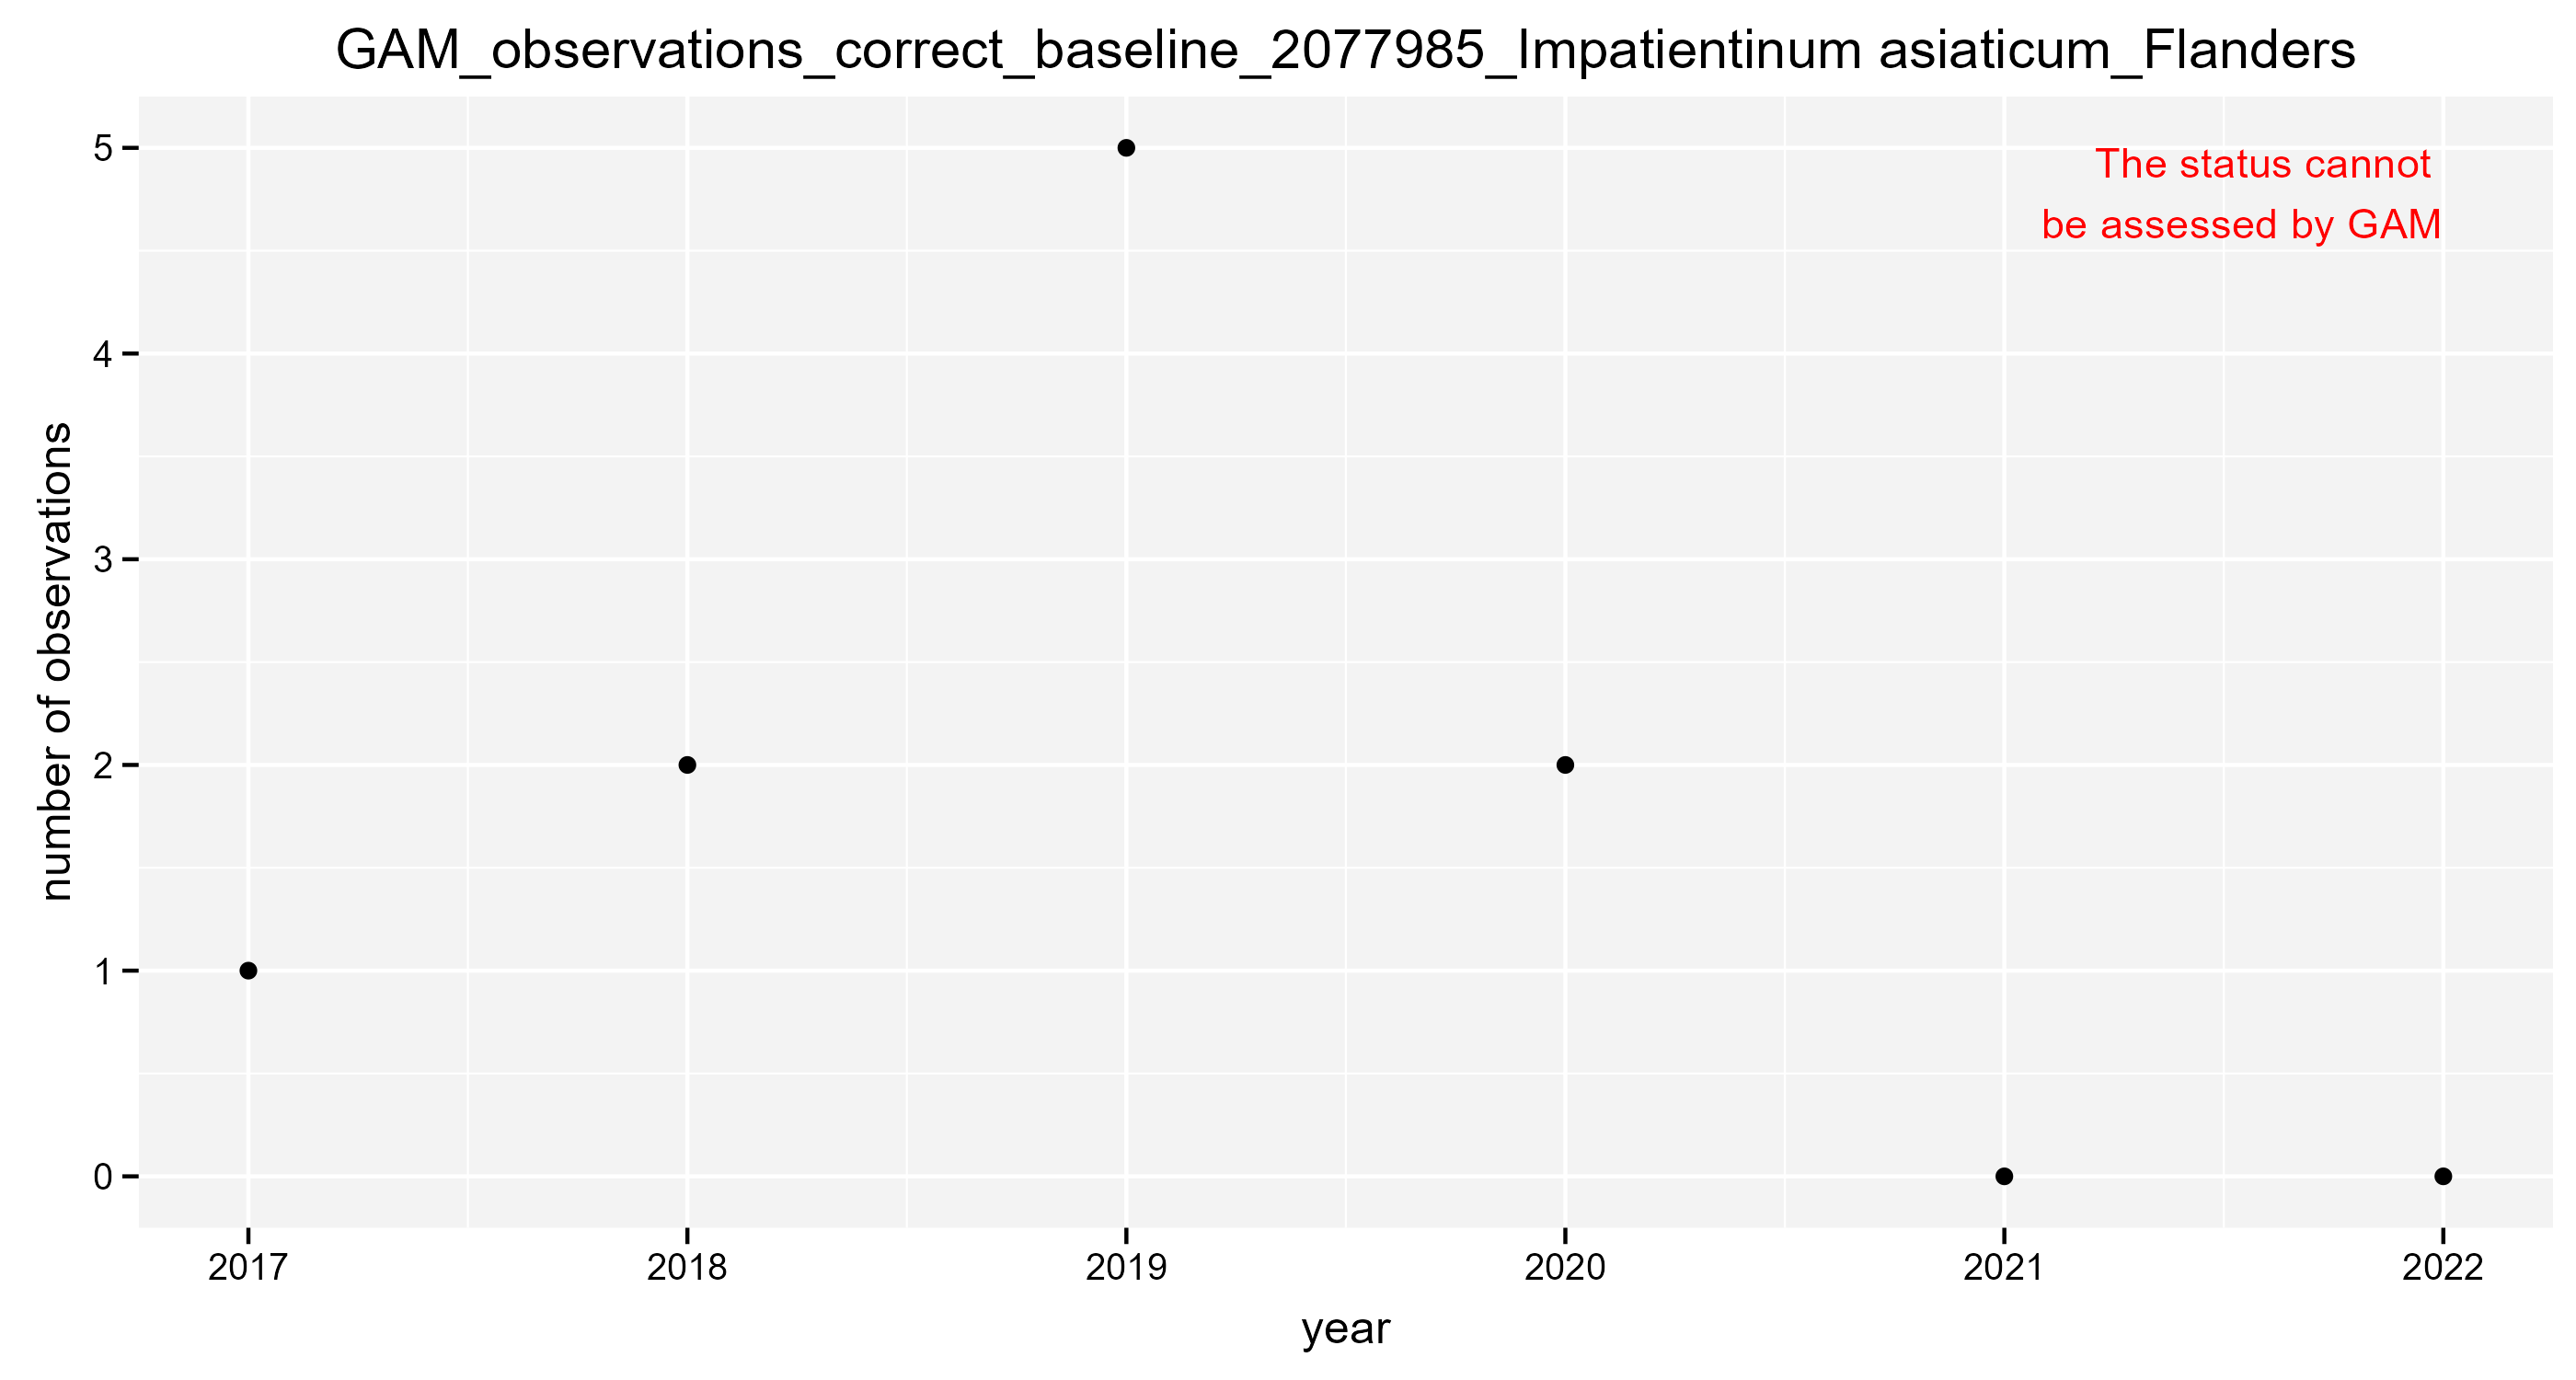 GAM_observations_correct_baseline_2077985_Impatientinum asiaticum_Flanders
The status cannot
be assessed by GAM
number of observations
5
4
3
2
1
0
2017 2018 2019 2020 2021 2022
year